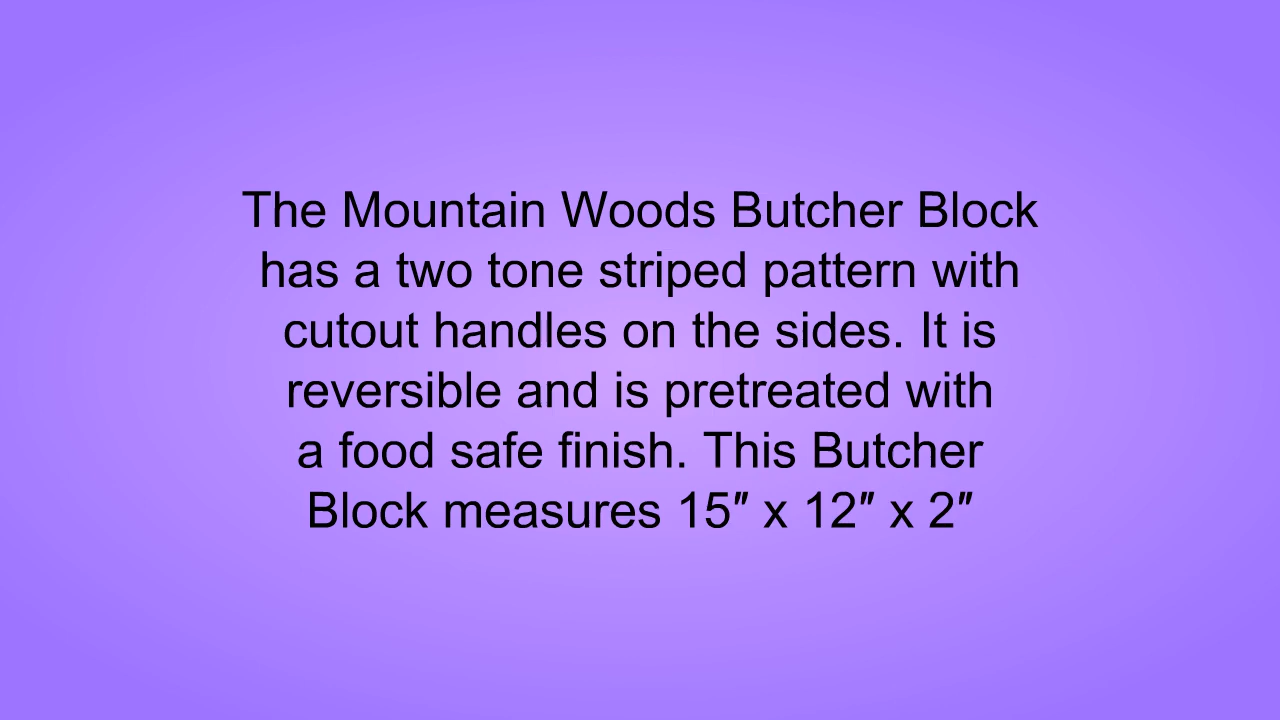 The Mountain Woods Butcher Block
has a two tone striped pattern with
cutout handles on the sides. It is
reversible and is pretreated with
a food safe finish. This Butcher
Block measures 15″ x 12″ x 2″